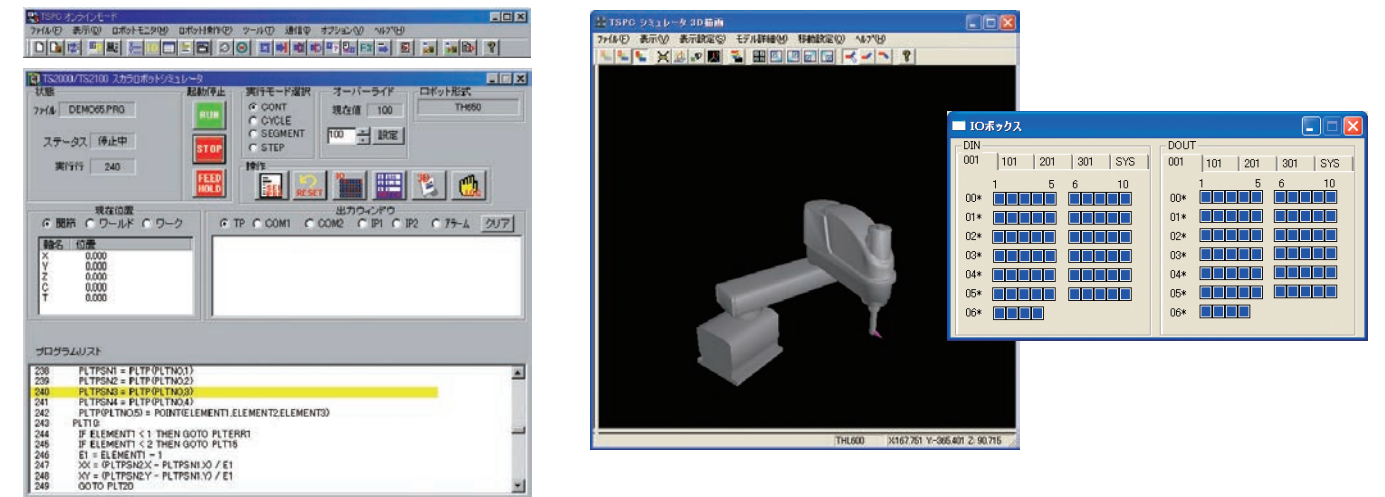 TSPC オンラインモード
ファイル(F) 表示(V) ロボットモニタ(M) ロボット動作(P) ツール(T) 通信 オプション(V) ヘルプ(H)
TS2000/TS2100 スカラロボットシミュレータ
状態 起動停止 実行モード選択 オーバーライド ロボット形式
ファイル DEMO65.PRG
ステータス 停止中
実行行 240
RUN
STOP
FEED HOLD
CONT
CYCLE
SEGMENT
STEP
現在値 100
100 設定
TH650
操作
RESET
IO
3D
LOG
現在位置
関節 ワールド ワーク
出力ウィンドウ
TP COM1 COM2 IP1 IP2 アラーム クリア
軸名 位置
X 0.000
Y 0.000
Z 0.000
C 0.000
T 0.000
プログラムリスト
238 PLTPSN1 = PLTP(PLTNO,1)
239 PLTPSN2 = PLTP(PLTNO,2)
240 PLTPSN3 = PLTP(PLTNO,3)
241 PLTPSN4 = PLTP(PLTNO,4)
242 PLTP(PLTNO,5) = POINT(ELEMENT1,ELEMENT2,ELEMENT3)
243 PLT10:
244 IF ELEMENT1 < 1 THEN GOTO PLTERR1
245 IF ELEMENT1 < 2 THEN GOTO PLT15
246 E1 = ELEMENT1 - 1
247 XX = (PLTPSN2.X - PLTPSN1.X) / E1
248 XY = (PLTPSN2.Y - PLTPSN1.Y) / E1
249 GOTO PLT20
TSPC シミュレータ 3D描画
ファイル(F) 表示(V) 表示設定(S) モデル詳細(M) 移動設定(O) ヘルプ(H)
THL600 X167.751 Y:-365.401 Z: 90.715
IOボックス
DIN
001 101 201 301 SYS
1 5 6 10
00*
01*
02*
03*
04*
05*
06*
DOUT
001 101 201 301 SYS
1 5 6 10
00*
01*
02*
03*
04*
05*
06*